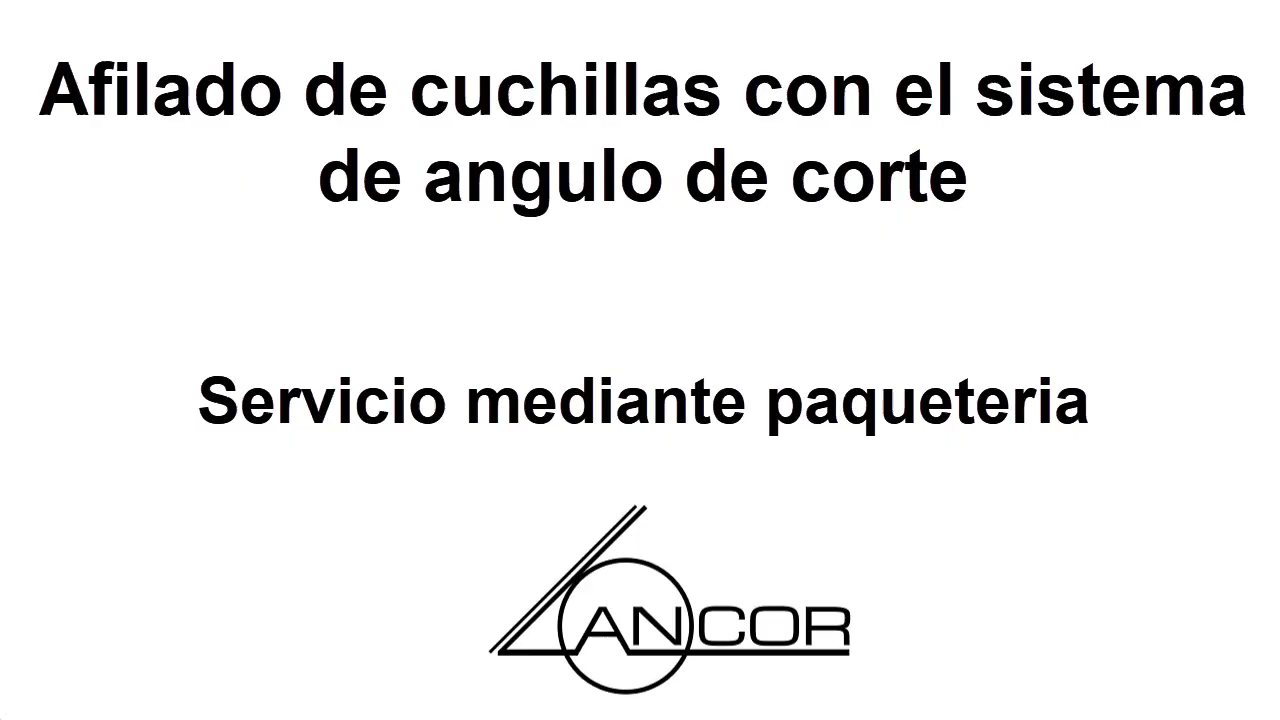 Afilado de cuchillas con el sistema
de angulo de corte
Servicio mediante paqueteria
ANCOR